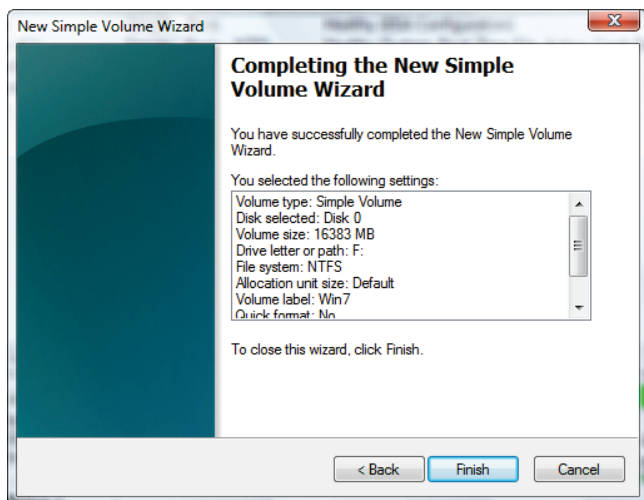 New Simple Volume Wizard
Completing the New Simple
Volume Wizard
You have successfully completed the New Simple Volume
Wizard.
You selected the following settings:
Volume type: Simple Volume
Disk selected: Disk 0
Volume size: 16383 MB
Drive letter or path: F:
File system: NTFS
Allocation unit size: Default
Volume label: Win7
Quick format: No
To close this wizard, click Finish.
< Back
Finish
Cancel